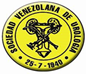 SOCIEDAD VENEZOLANA DE UROLOGIA
25-7-1940